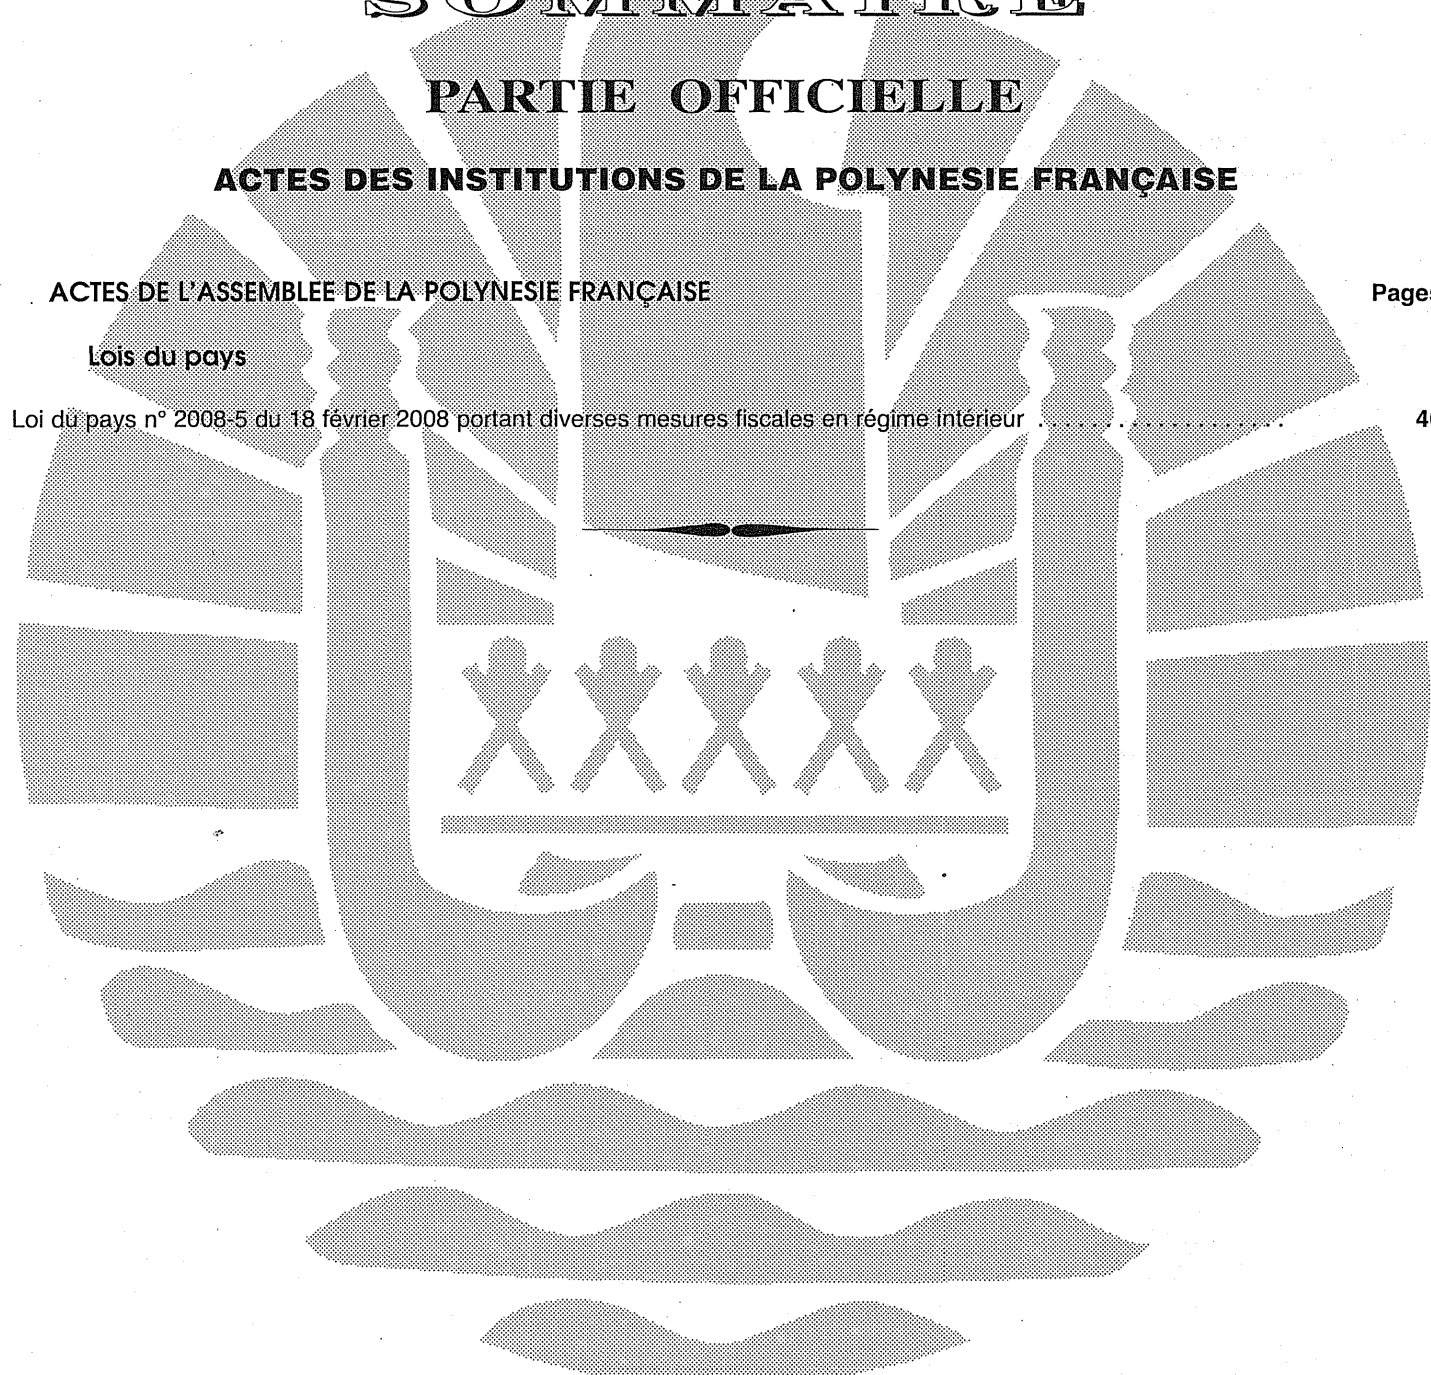 SOMMAIRE
PARTIE OFFICIELLE
ACTES DES INSTITUTIONS DE LA POLYNESIE FRANÇAISE
ACTES DE L'ASSEMBLEE DE LA POLYNESIE FRANÇAISE
Lois du pays
Loi du pays n° 2008-5 du 18 février 2008 portant diverses mesures fiscales en régime intérieur ....................